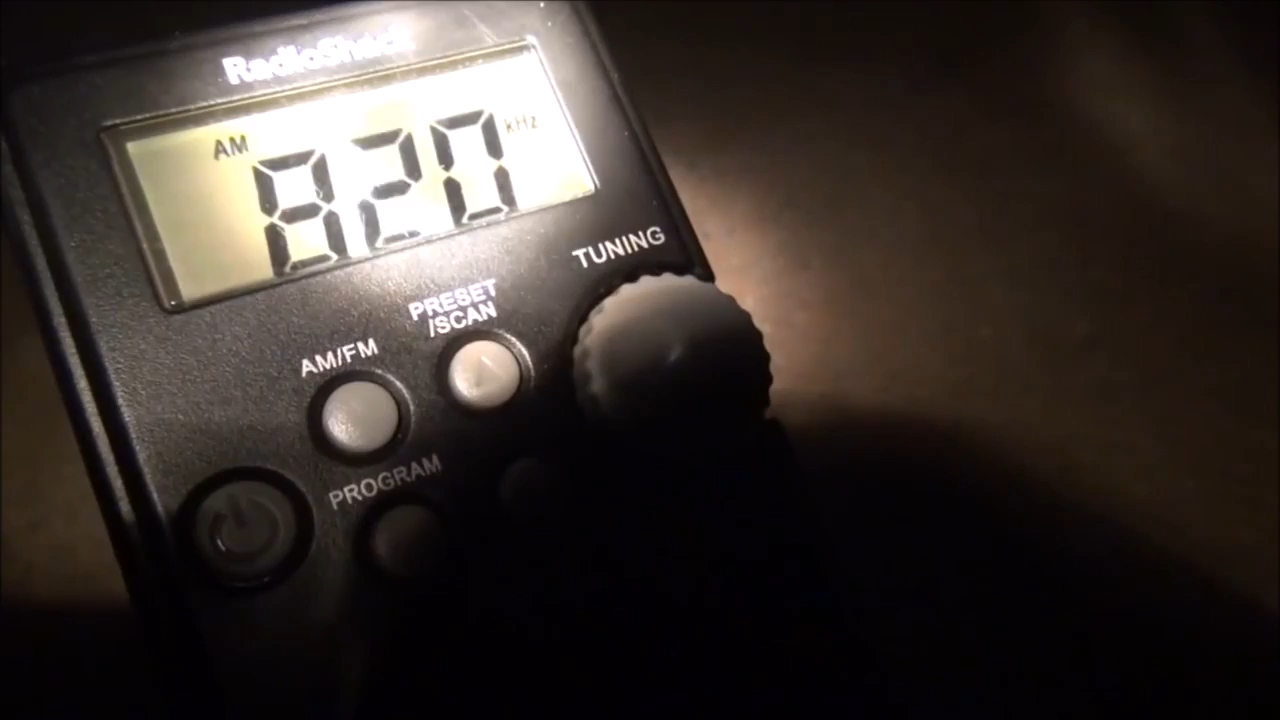 RadioShack
AM 820 kHz
TUNING
PRESET
/SCAN
AM/FM
PROGRAM